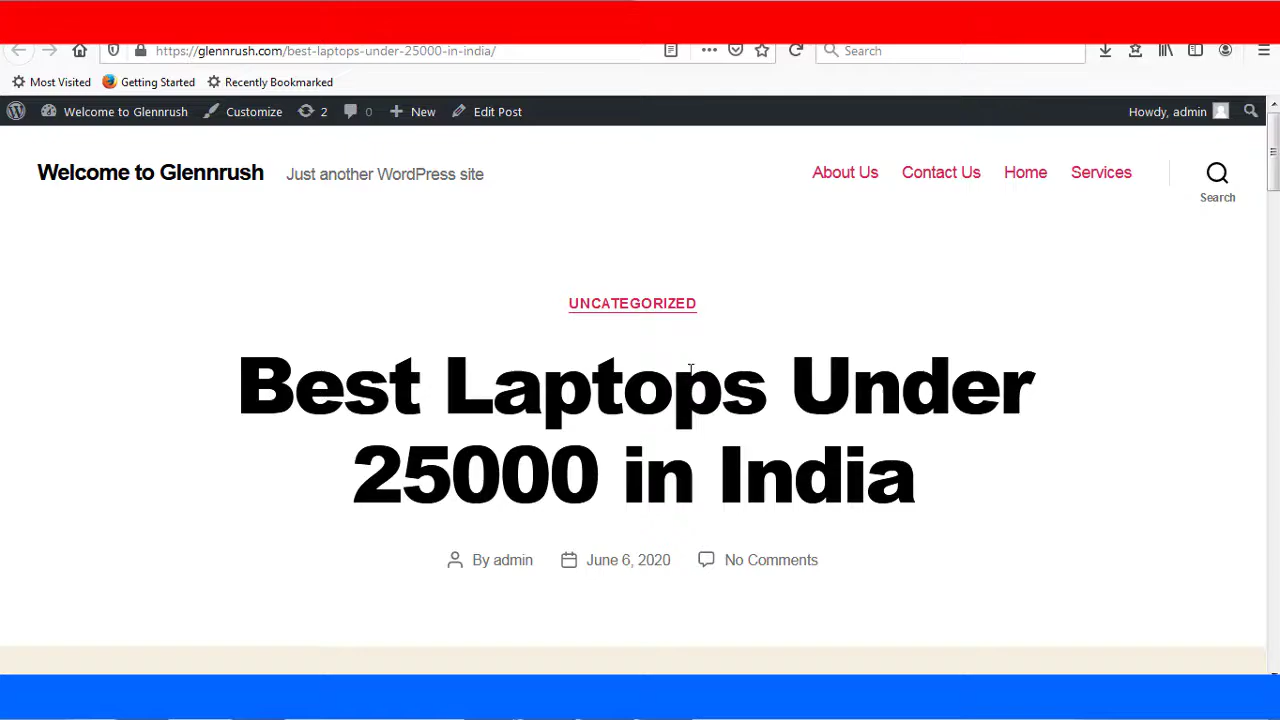 https://glennrush.com/best-laptops-under-25000-in-india/
Search
Most Visited
Getting Started
Recently Bookmarked
Welcome to Glennrush
Customize
2
0
New
Edit Post
Howdy, admin
Welcome to Glennrush
Just another WordPress site
About Us
Contact Us
Home
Services
Search
UNCATEGORIZED
Best Laptops Under
25000 in India
By admin
June 6, 2020
No Comments